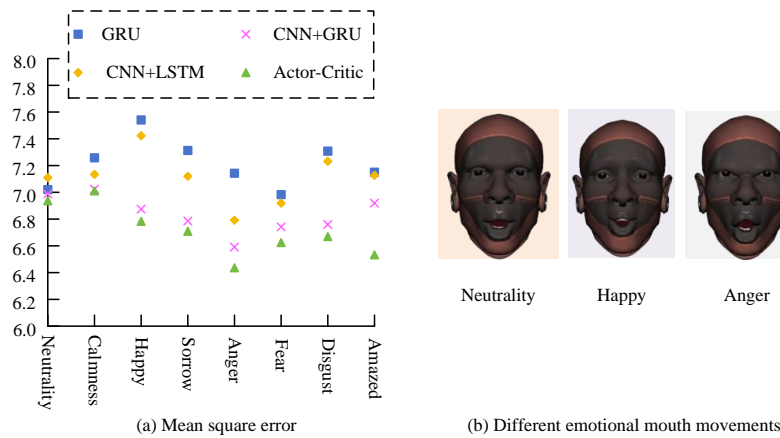 GRU
CNN+GRU
CNN+LSTM
Actor-Critic
8.0
7.8
7.6
7.4
7.2
7.0
6.8
6.6
6.4
6.2
6.0
Neutrality
Calmness
Happy
Sorrow
Anger
Fear
Disgust
Amazed
(a) Mean square error
Neutrality
Happy
Anger
(b) Different emotional mouth movements